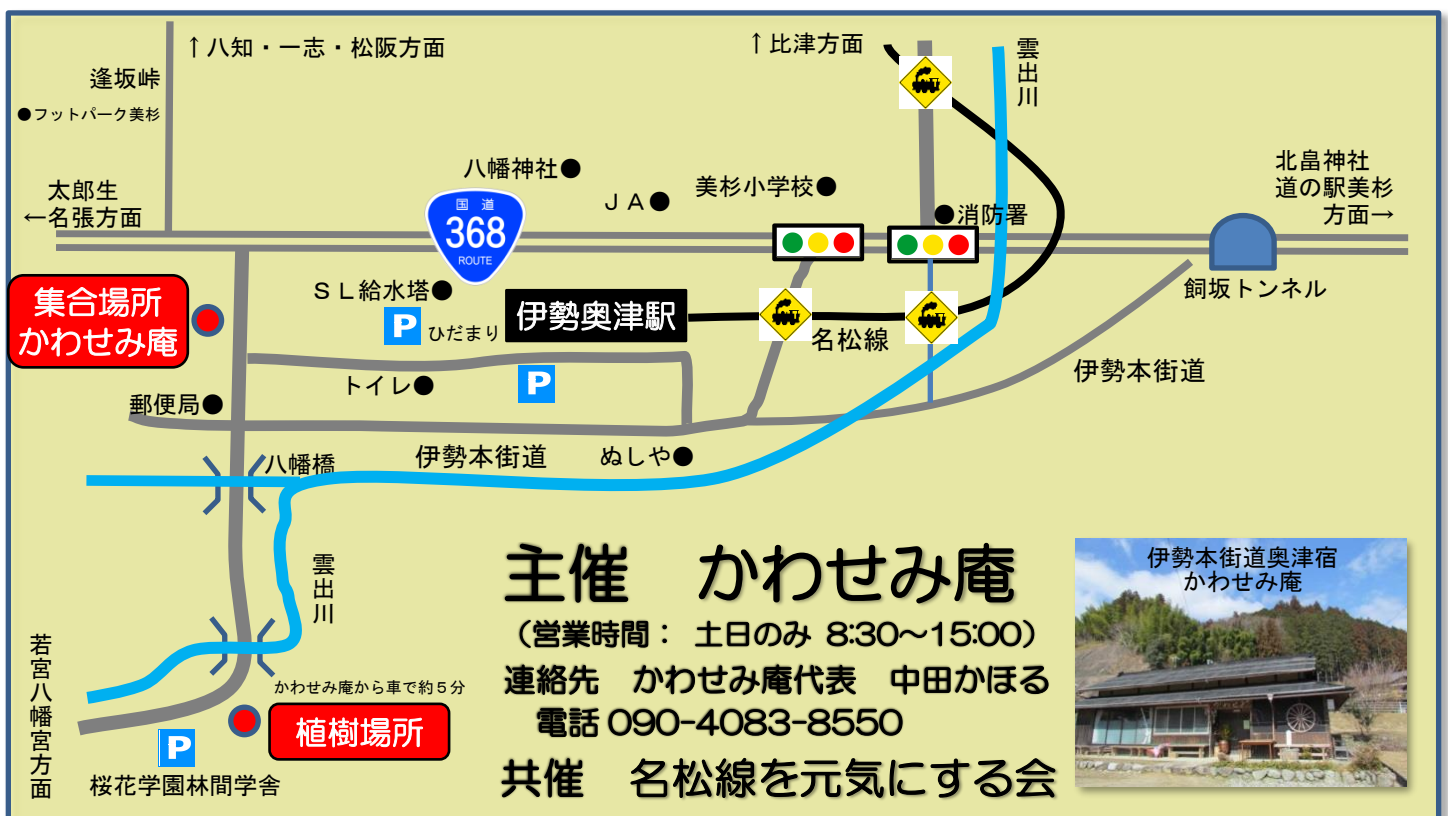 ↑八知・一志・松阪方面
↑比津方面
雲出川
逢坂峠
●フットパーク美杉
八幡神社●
ＪＡ●
美杉小学校●
●消防署
北畠神社
道の駅美杉
方面→
太郎生
←名張方面
国道
368
ROUTE
集合場所
かわせみ庵
ＳＬ給水塔●
P
ひだまり
伊勢奥津駅
名松線
飼坂トンネル
トイレ●
P
伊勢本街道
郵便局●
八幡橋
伊勢本街道
ぬしや●
雲出川
若宮八幡宮方面
かわせみ庵から車で約５分
植樹場所
P
桜花学園林間学舎
主催　かわせみ庵
（営業時間： 土日のみ 8:30～15:00）
連絡先　かわせみ庵代表　中田かほる
電話 090-4083-8550
共催　名松線を元気にする会
伊勢本街道奥津宿
かわせみ庵